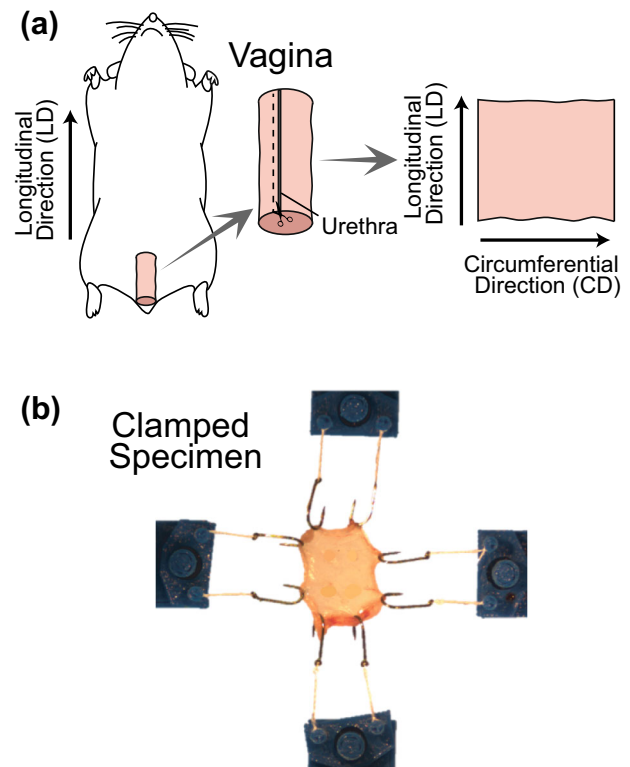 (a)
Vagina
Longitudinal
Direction (LD)
Urethra
Longitudinal
Direction (LD)
Circumferential
Direction (CD)
(b)
Clamped
Specimen